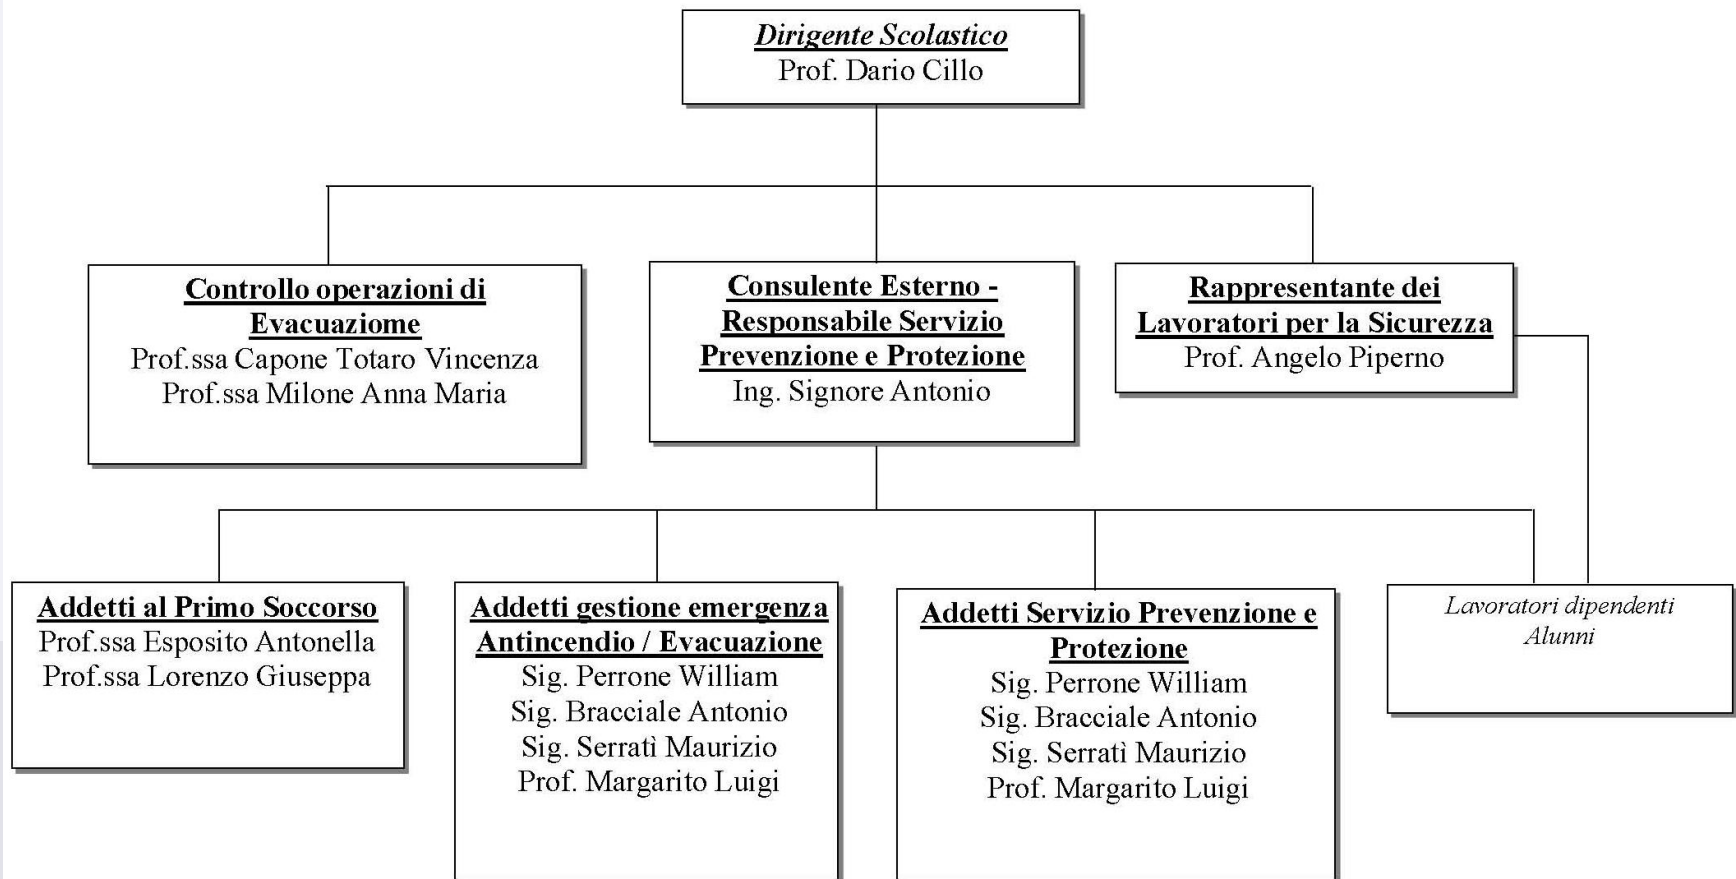 Dirigente Scolastico
Prof. Dario Cillo
Controllo operazioni di
Evacuaziome
Prof.ssa Capone Totaro Vincenza
Prof.ssa Milone Anna Maria
Consulente Esterno -
Responsabile Servizio
Prevenzione e Protezione
Ing. Signore Antonio
Rappresentante dei
Lavoratori per la Sicurezza
Prof. Angelo Piperno
Addetti al Primo Soccorso
Prof.ssa Esposito Antonella
Prof.ssa Lorenzo Giuseppa
Addetti gestione emergenza
Antincendio / Evacuazione
Sig. Perrone William
Sig. Bracciale Antonio
Sig. Serratì Maurizio
Prof. Margarito Luigi
Addetti Servizio Prevenzione e
Protezione
Sig. Perrone William
Sig. Bracciale Antonio
Sig. Serratì Maurizio
Prof. Margarito Luigi
Lavoratori dipendenti
Alunni